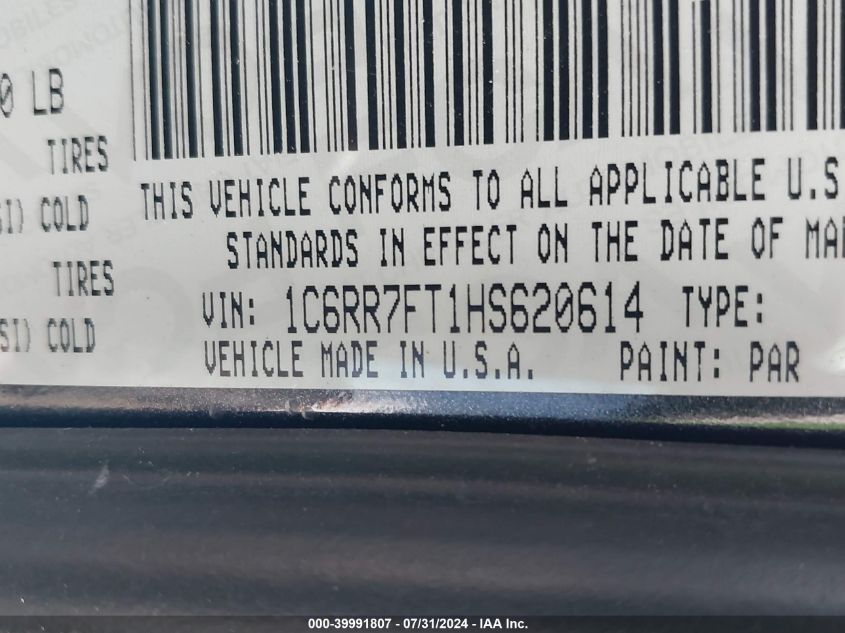 0 LB
TIRES
SI) COLD
TIRES
SI) COLD
THIS VEHICLE CONFORMS TO ALL APPLICABLE U.S
STANDARDS IN EFFECT ON THE DATE OF MA
VIN: 1C6RR7FT1HS620614 TYPE:
VEHICLE MADE IN U.S.A. PAINT: PAR
000-39991807 - 07/31/2024 - IAA Inc.